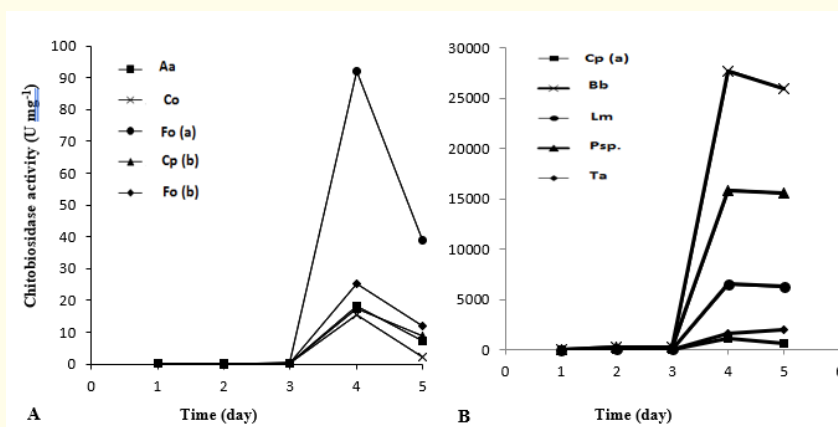 Chitobiosidase activity (U mg⁻¹)
100
90
80
70
60
50
40
30
20
10
0
Aa
Co
Fo (a)
Cp (b)
Fo (b)
0 1 2 3 4 5
A
Time (day)
30000
25000
20000
15000
10000
5000
0
Cp (a)
Bb
Lm
Psp.
Ta
0 1 2 3 4 5 6
B
Time (day)